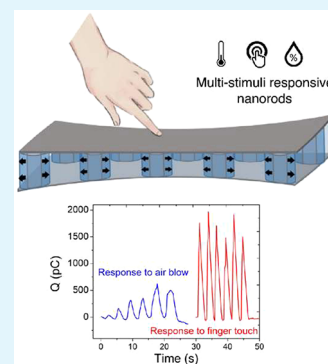 %
Multi-stimuli responsive
nanorods
2000
1500
1000
500
0
Q (pC)
Response to air blow
Response to finger touch
0 10 20 30 40 50
Time (s)